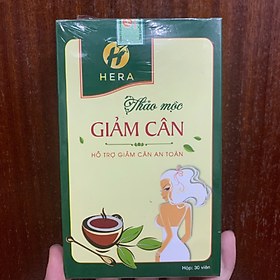 HERA
Thảo mộc
GIẢM CÂN
HỖ TRỢ GIẢM CÂN AN TOÀN
Hộp: 30 viên